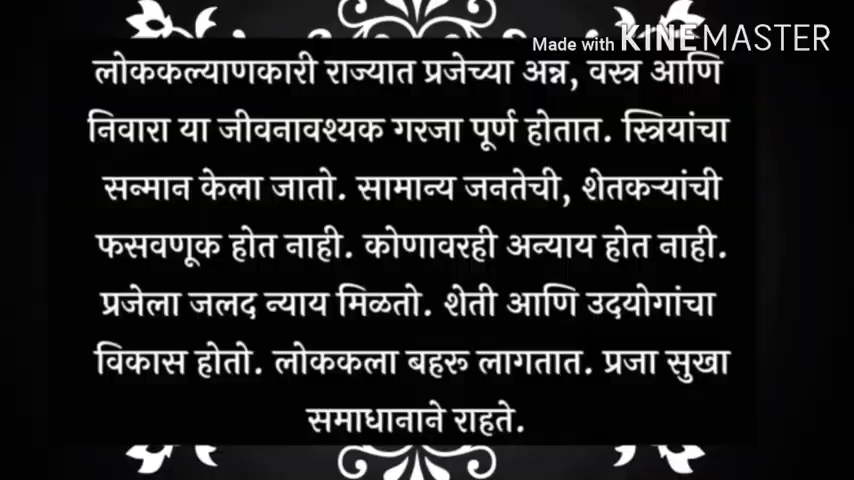 Made with KINEMASTER
लोककल्याणकारी राज्यात प्रजेच्या अन्न, वस्त्र आणि
निवारा या जीवनावश्यक गरजा पूर्ण होतात. स्त्रियांचा
सन्मान केला जातो. सामान्य जनतेची, शेतकऱ्यांची
फसवणूक होत नाही. कोणावरही अन्याय होत नाही.
प्रजेला जलद न्याय मिळतो. शेती आणि उदयोगांचा
विकास होतो. लोककला बहरू लागतात. प्रजा सुखा
समाधानाने राहते.